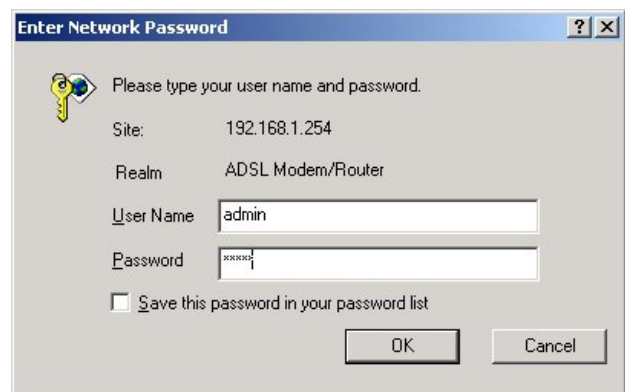 Enter Network Password
Please type your user name and password.
Site: 192.168.1.254
Realm ADSL Modem/Router
User Name admin
Password *****
Save this password in your password list
OK Cancel